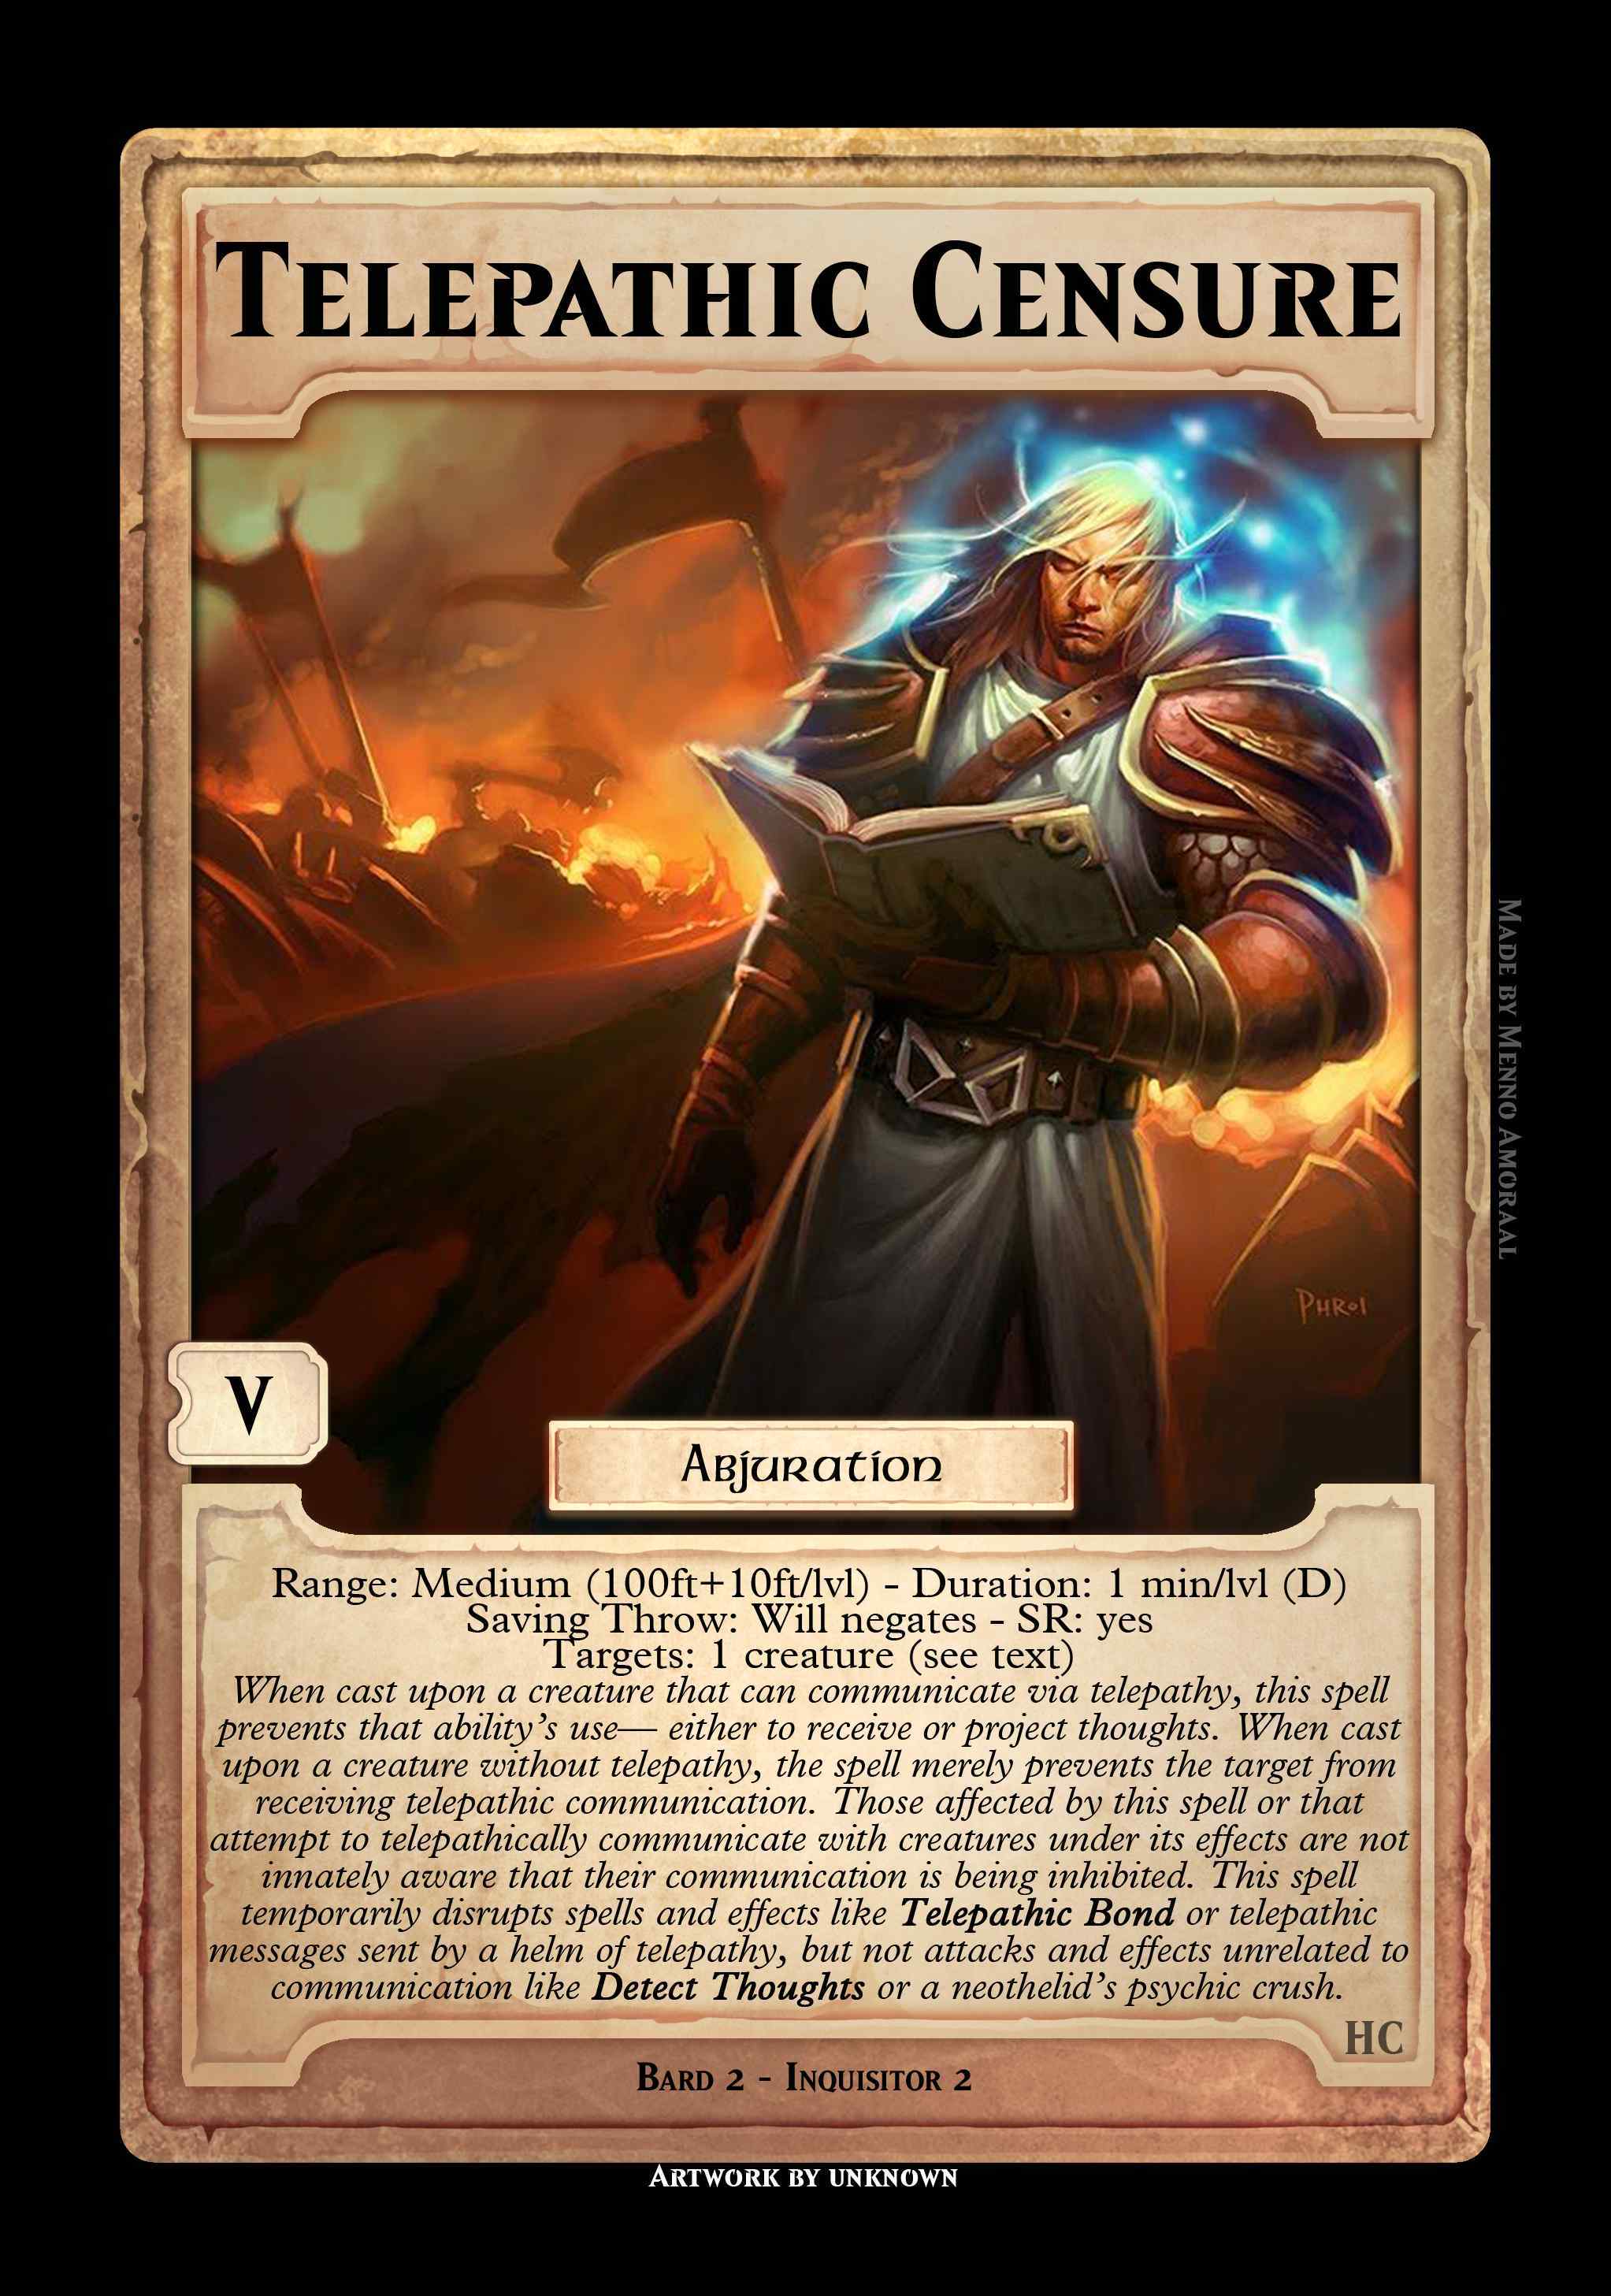 Telepathic Censure
Made by Menno Amoraal
Phroi
V
Abjuration
Range: Medium (100ft+10ft/lvl) - Duration: 1 min/lvl (D)
Saving Throw: Will negates - SR: yes
Targets: 1 creature (see text)
When cast upon a creature that can communicate via telepathy, this spell
prevents that ability's use— either to receive or project thoughts. When cast
upon a creature without telepathy, the spell merely prevents the target from
receiving telepathic communication. Those affected by this spell or that
attempt to telepathically communicate with creatures under its effects are not
innately aware that their communication is being inhibited. This spell
temporarily disrupts spells and effects like Telepathic Bond or telepathic
messages sent by a helm of telepathy, but not attacks and effects unrelated to
communication like Detect Thoughts or a neothelid's psychic crush.
HC
Bard 2 - Inquisitor 2
Artwork by unknown